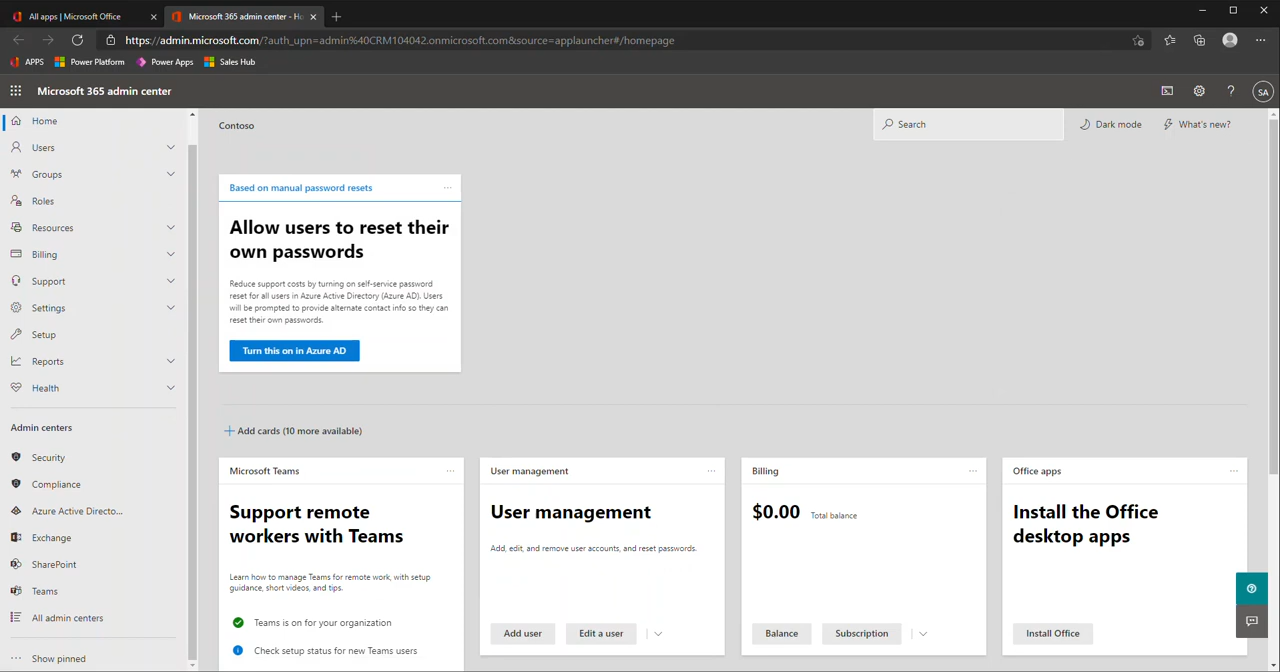 All apps | Microsoft Office
Microsoft 365 admin center - Ho
https://admin.microsoft.com/?auth_upn=admin%40CRM104042.onmicrosoft.com&source=applauncher#/homepage
APPS Power Platform Power Apps Sales Hub
Microsoft 365 admin center
SA
Home
Users
Groups
Roles
Resources
Billing
Support
Settings
Setup
Reports
Health
Admin centers
Security
Compliance
Azure Active Directo...
Exchange
SharePoint
Teams
All admin centers
Show pinned
Contoso
Search
Dark mode
What's new?
Based on manual password resets
Allow users to reset their
own passwords
Reduce support costs by turning on self-service password
reset for all users in Azure Active Directory (Azure AD). Users
will be prompted to provide alternate contact info so they can
reset their own passwords.
Turn this on in Azure AD
Add cards (10 more available)
Microsoft Teams
Support remote
workers with Teams
Learn how to manage Teams for remote work, with setup
guidance, short videos, and tips.
Teams is on for your organization
Check setup status for new Teams users
User management
User management
Add, edit, and remove user accounts, and reset passwords.
Add user
Edit a user
Billing
$0.00 Total balance
Balance
Subscription
Office apps
Install the Office
desktop apps
Install Office